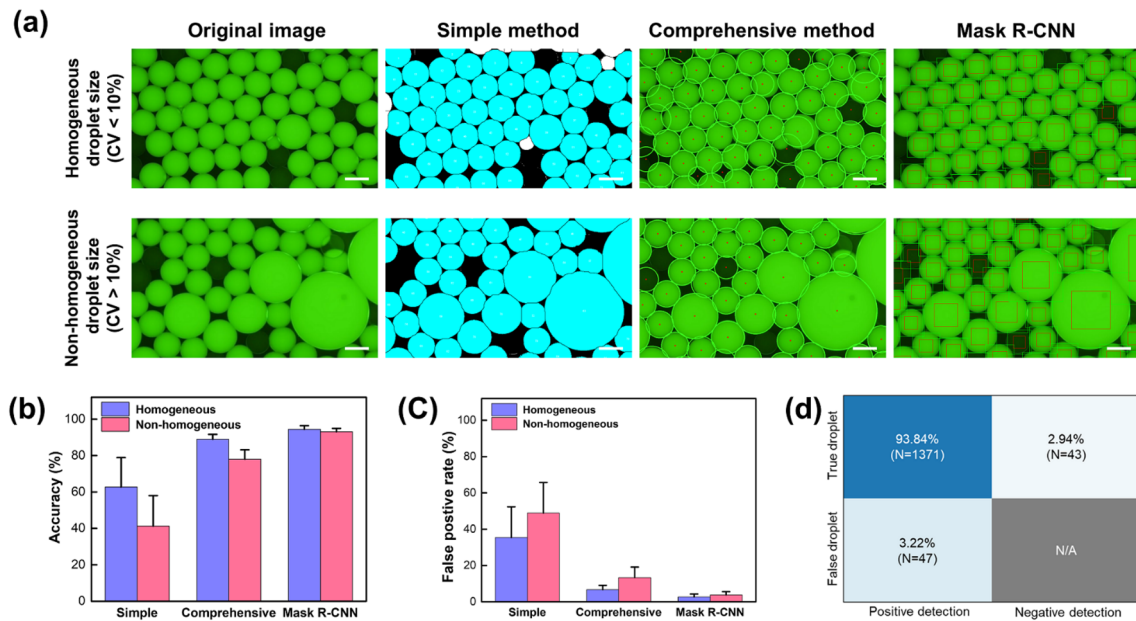 (a)
Original image
Simple method
Comprehensive method
Mask R-CNN
Homogeneous
droplet size
(CV < 10%)
Non-homogeneous
droplet size
(CV > 10%)
(b)
Accuracy (%)
100
80
60
40
20
0
Homogeneous
Non-homogeneous
Simple
Comprehensive
Mask R-CNN
(C)
False postive rate (%)
100
80
60
40
20
0
Homogeneous
Non-homogeneous
Simple
Comprehensive
Mask R-CNN
(d)
True droplet
False droplet
93.84%
(N=1371)
2.94%
(N=43)
3.22%
(N=47)
N/A
Positive detection
Negative detection